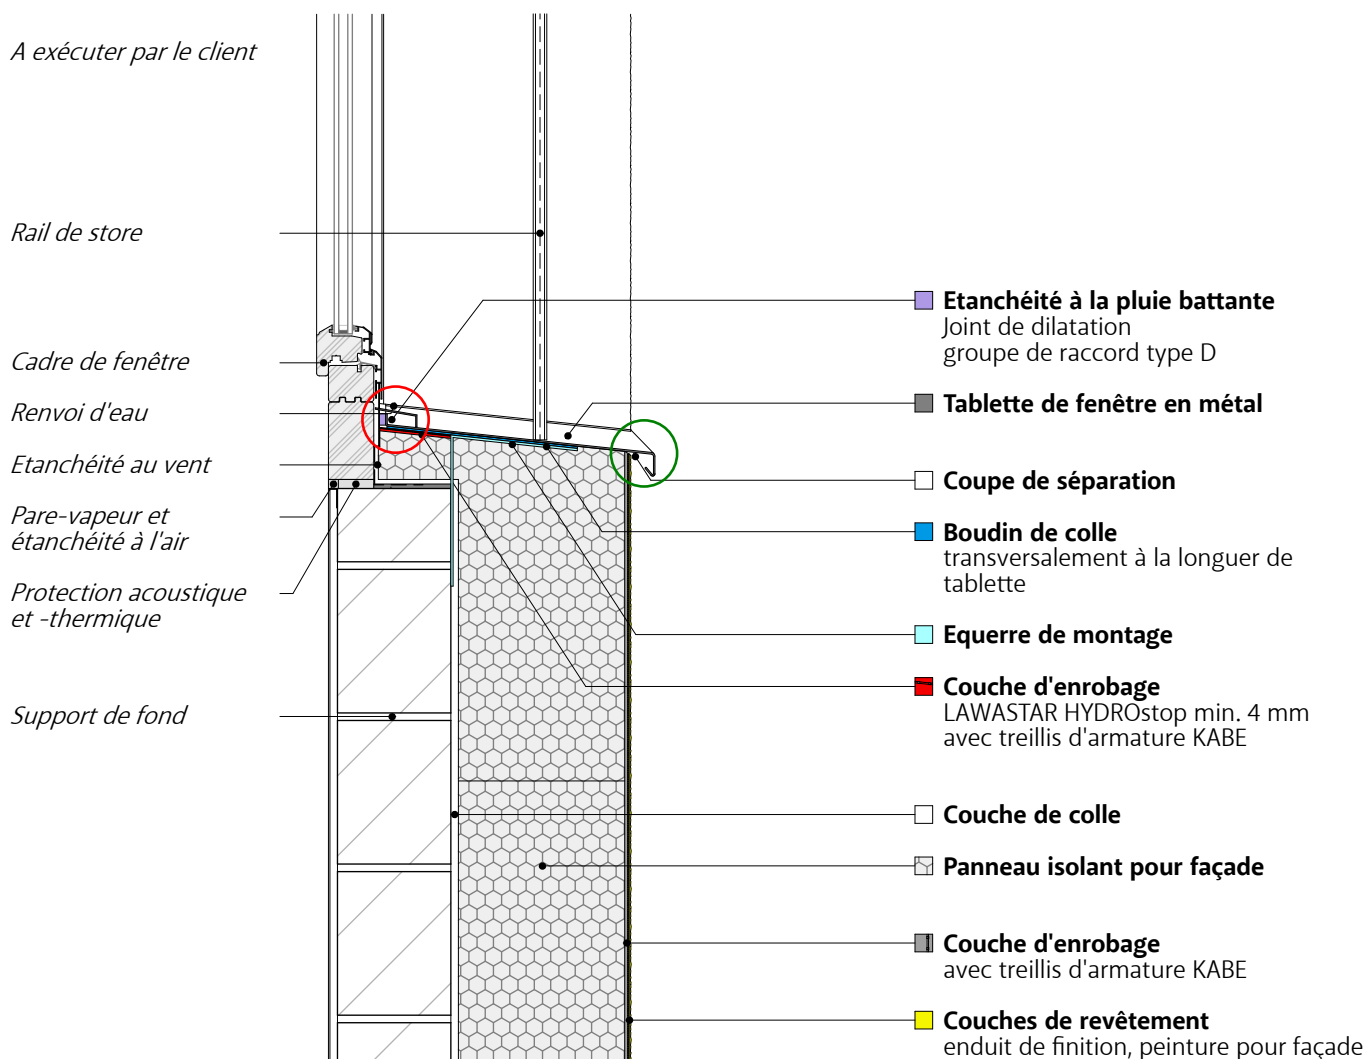 A exécuter par le client
Rail de store
Cadre de fenêtre
Renvoi d'eau
Etanchéité au vent
Pare-vapeur et
étanchéité à l'air
Protection acoustique
et -thermique
Support de fond
Etanchéité à la pluie battante
Joint de dilatation
groupe de raccord type D
Tablette de fenêtre en métal
Coupe de séparation
Boudin de colle
transversalement à la longuer de
tablette
Equerre de montage
Couche d'enrobage
LAWASTAR HYDROstop min. 4 mm
avec treillis d'armature KABE
Couche de colle
Panneau isolant pour façade
Couche d'enrobage
avec treillis d'armature KABE
Couches de revêtement
enduit de finition, peinture pour façade